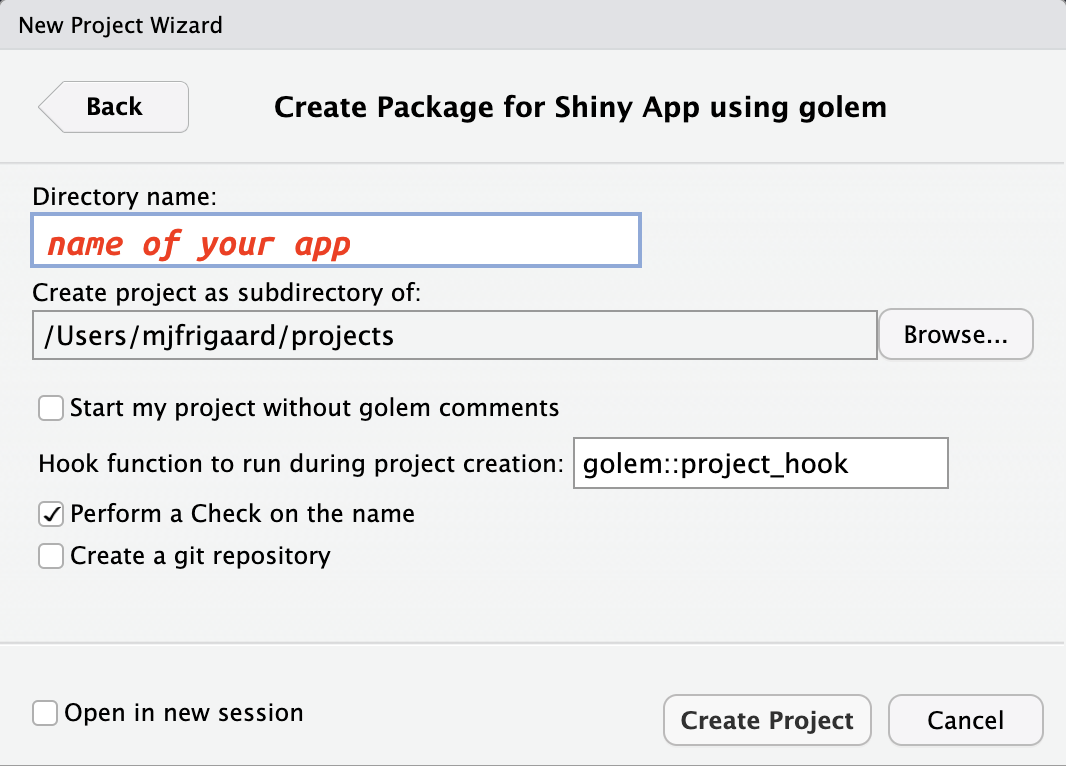 New Project Wizard
Back
Create Package for Shiny App using golem
Directory name:
name of your app
Create project as subdirectory of:
/Users/mjfrigaard/projects
Browse...
Start my project without golem comments
Hook function to run during project creation: golem::project_hook
Perform a Check on the name
Create a git repository
Open in new session
Create Project
Cancel